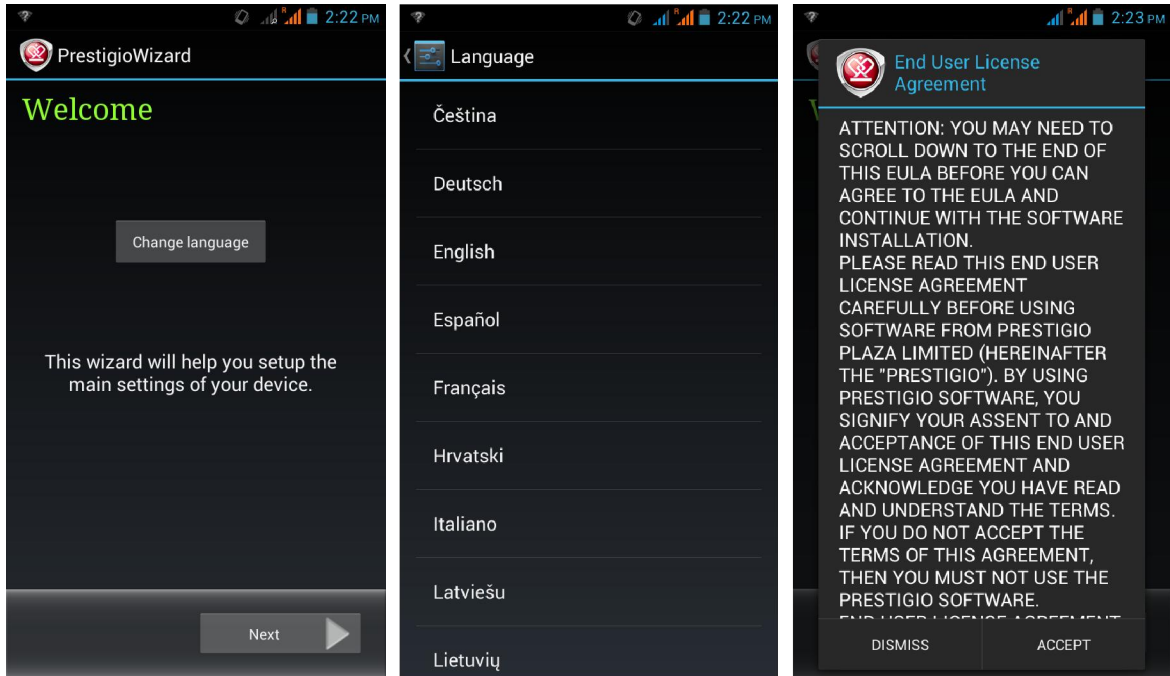 R
2:22 PM
PrestigioWizard
Welcome
Change language
This wizard will help you setup the
main settings of your device.
Next
R
2:22 PM
Language
Čeština
Deutsch
English
Español
Français
Hrvatski
Italiano
Latviešu
Lietuvių
R
2:23 PM
End User License
Agreement
ATTENTION: YOU MAY NEED TO
SCROLL DOWN TO THE END OF
THIS EULA BEFORE YOU CAN
AGREE TO THE EULA AND
CONTINUE WITH THE SOFTWARE
INSTALLATION.
PLEASE READ THIS END USER
LICENSE AGREEMENT
CAREFULLY BEFORE USING
SOFTWARE FROM PRESTIGIO
PLAZA LIMITED (HEREINAFTER
THE "PRESTIGIO"). BY USING
PRESTIGIO SOFTWARE, YOU
SIGNIFY YOUR ASSENT TO AND
ACCEPTANCE OF THIS END USER
LICENSE AGREEMENT AND
ACKNOWLEDGE YOU HAVE READ
AND UNDERSTAND THE TERMS.
IF YOU DO NOT ACCEPT THE
TERMS OF THIS AGREEMENT,
THEN YOU MUST NOT USE THE
PRESTIGIO SOFTWARE.
END USER LICENSE AGREEMENT
DISMISS
ACCEPT